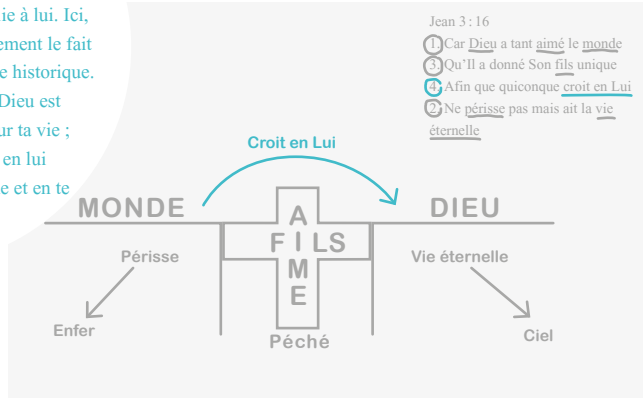 ie à lui. Ici,
ement le fait
e historique.
Dieu est
ur ta vie ;
en lui
e et en te
Jean 3 : 16
1. Car Dieu a tant aimé le monde
3. Qu'Il a donné Son fils unique
4. Afin que quiconque croit en Lui
2. Ne périsse pas mais ait la vie
éternelle
Croit en Lui
MONDE
DIEU
A
FILS
M
E
Périsse
Vie éternelle
Enfer
Péché
Ciel